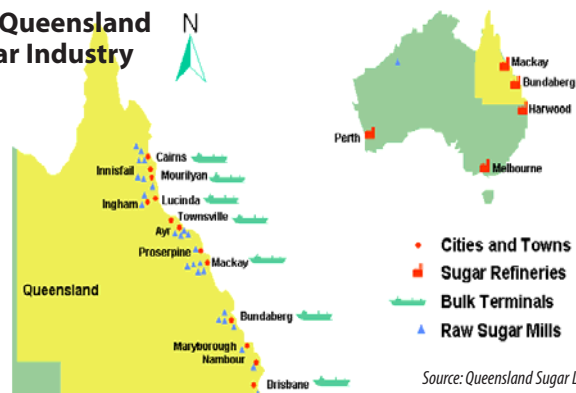 Queensland
ar Industry
N
Cairns
Innisfail
Mourilyan
Lucinda
Ingham
Townsville
Ayr
Proserpine
Mackay
Queensland
Bundaberg
Maryborough
Nambour
Brisbane
Mackay
Bundaberg
Harwood
Perth
Melbourne
Cities and Towns
Sugar Refineries
Bulk Terminals
Raw Sugar Mills
Source: Queensland Sugar L